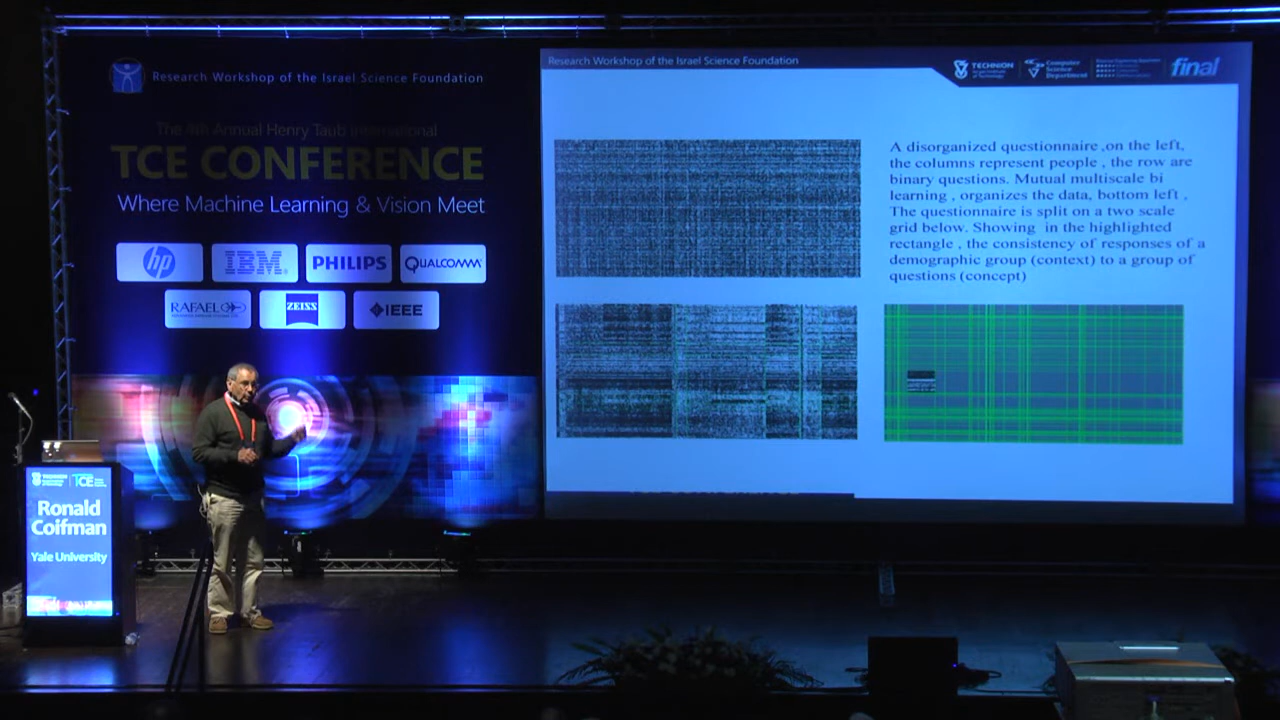 Research Workshop of the Israel Science Foundation
The 4th Annual Henry Taub International
TCE CONFERENCE
Where Machine Learning & Vision Meet
hp
IBM
PHILIPS
QUALCOMM
RAFAEL
ZEISS
IEEE
TCE
Ronald
Coifman
Yale University
Research Workshop of the Israel Science Foundation
TECHNION
Computer
Science
Department
final
A disorganized questionnaire ,on the left,
the columns represent people , the row are
binary questions. Mutual multiscale bi
learning , organizes the data, bottom left .
The questionnaire is split on a two scale
grid below. Showing in the highlighted
rectangle , the consistency of responses of a
demographic group (context) to a group of
questions (concept)